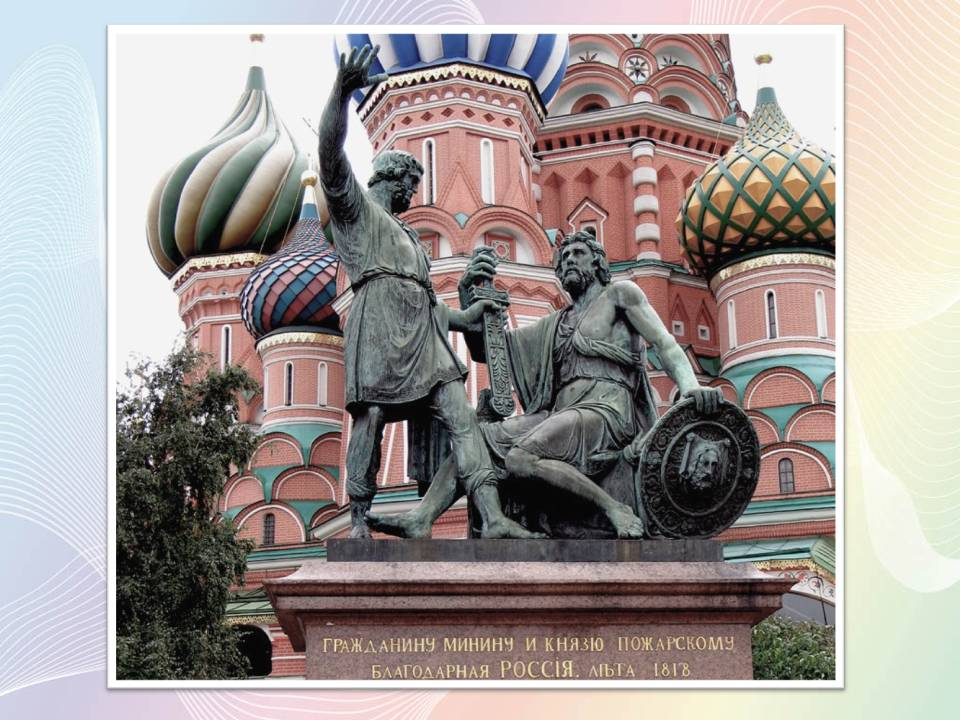 ГРАЖДАНИНУ МИНИНУ И КНЯЗЮ ПОЖАРСКОМУ
БЛАГОДАРНАЯ РОССІЯ. ЛѢТА 1818